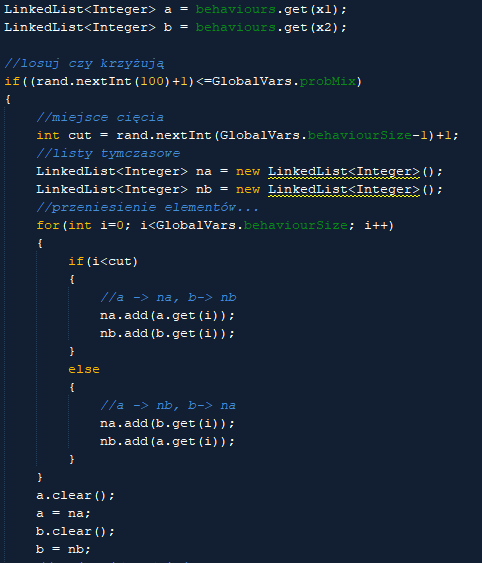 LinkedList<Integer> a = behaviours.get(x1);
LinkedList<Integer> b = behaviours.get(x2);
//losuj czy krzyżują
if((rand.nextInt(100)+1)<=GlobalVars.probMix)
{
//miejsce cięcia
int cut = rand.nextInt(GlobalVars.behaviourSize-1)+1;
//listy tymczasowe
LinkedList<Integer> na = new LinkedList<Integer>();
LinkedList<Integer> nb = new LinkedList<Integer>();
//przeniesienie elementów...
for(int i=0; i<GlobalVars.behaviourSize; i++)
{
if(i<cut)
{
//a -> na, b-> nb
na.add(a.get(i));
nb.add(b.get(i));
}
else
{
//a -> nb, b-> na
na.add(b.get(i));
nb.add(a.get(i));
}
}
a.clear();
a = na;
b.clear();
b = nb;